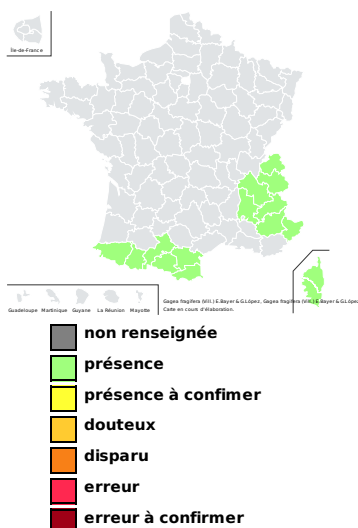 Île-de-France
Guadeloupe Martinique Guyane La Réunion Mayotte
Gagea fragifera (Vill.) E.Bayer & G.López, Gagea fragifera (Vill.) E.Bayer & G.López
Carte en cours d'élaboration.
non renseignée
présence
présence à confimer
douteux
disparu
erreur
erreur à confirmer